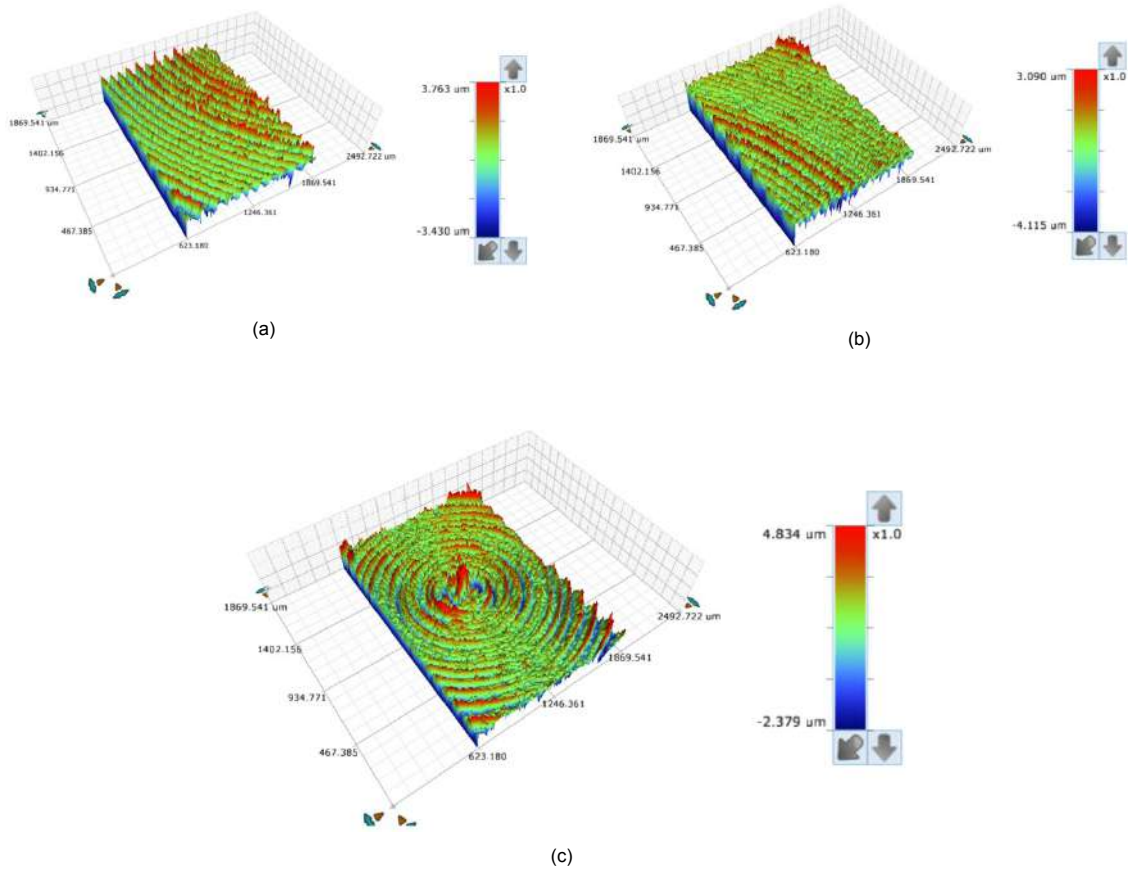 3.763 um
x1.0
1869.541 um
2492.722 um
1402.156
1869.541
934.771
1246.361
467.385
-3.430 um
623.180
(a)
3.090 um
x1.0
1869.541 um
2492.722 um
1402.156
1869.541
934.771
1246.361
467.385
-4.115 um
623.180
(b)
4.834 um
x1.0
1869.541 um
2492.722 um
1402.156
1869.541
934.771
1246.361
467.385
-2.379 um
623.180
(c)